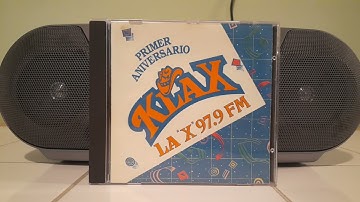 PRIMER
ANIVERSARIO
KLAX
LA "X" 97.9 FM